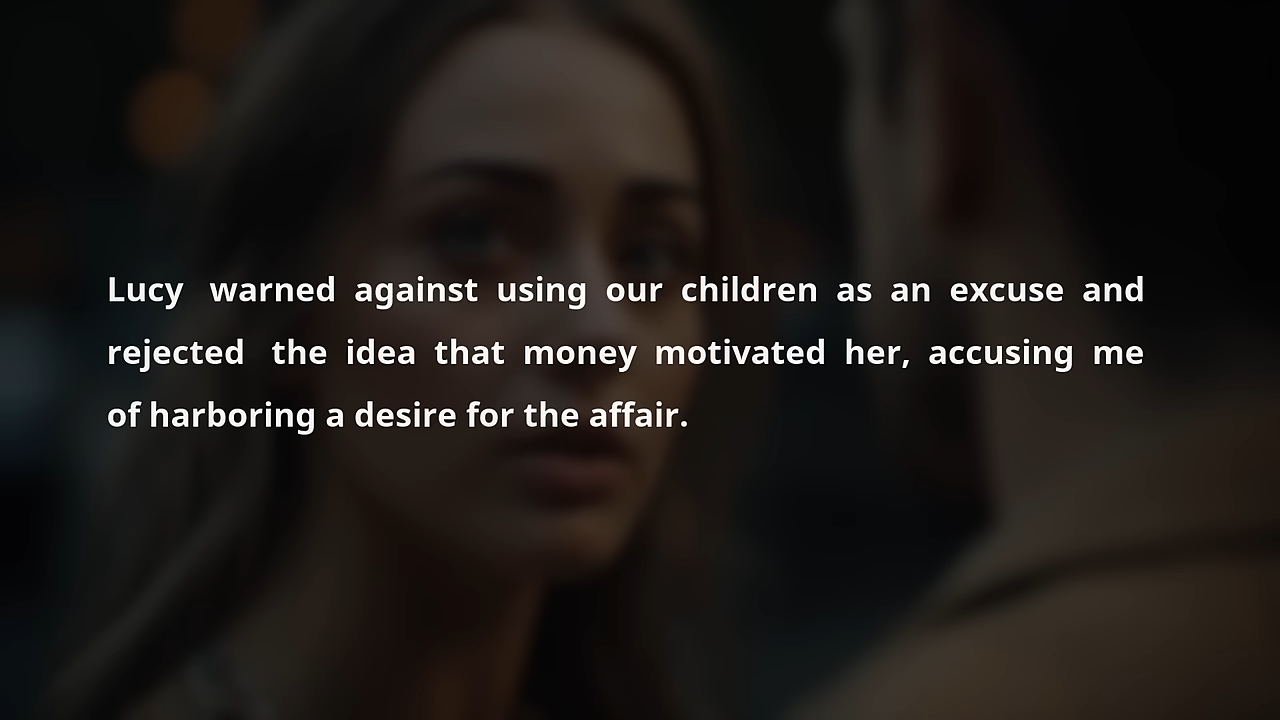 Lucy warned against using our children as an excuse and
rejected the idea that money motivated her, accusing me
of harboring a desire for the affair.